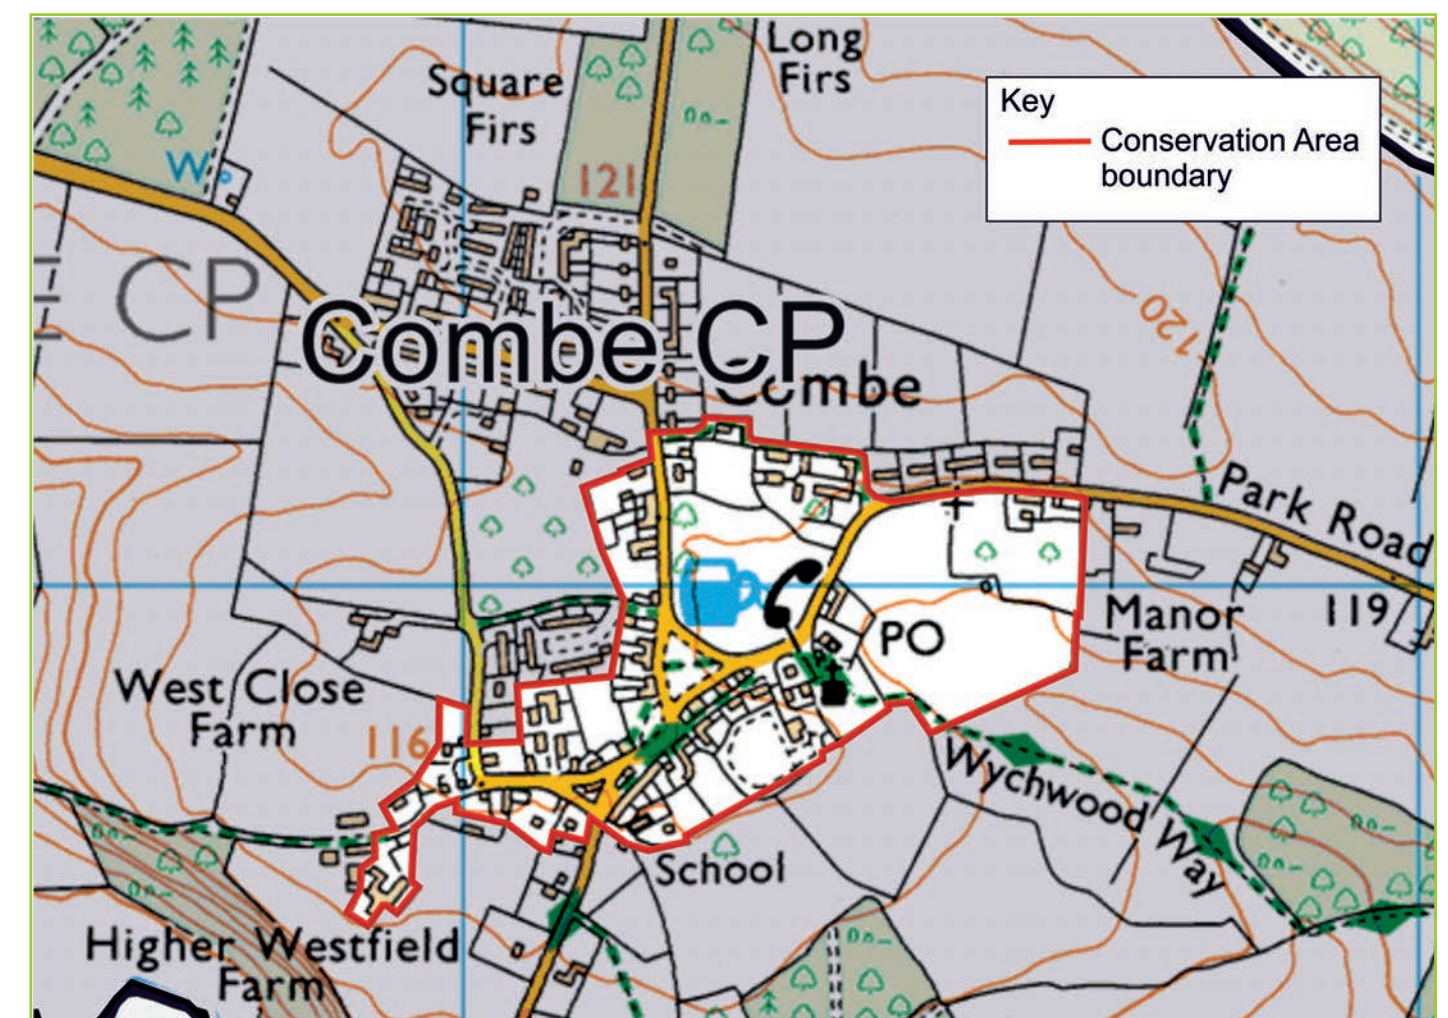 Long
Firs
Square
Firs
Key
Conservation Area
boundary
121
W
CP
Combe CP
Combe
120
Park Road
119
Manor
Farm
PO
West Close
Farm
116
Wychwood Way
School
Higher Westfield
Farm